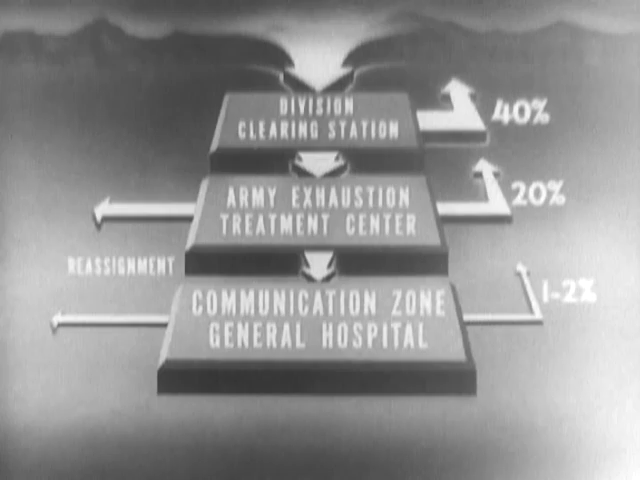 DIVISION
CLEARING STATION
40%
ARMY EXHAUSTION
TREATMENT CENTER
20%
REASSIGNMENT
COMMUNICATION ZONE
GENERAL HOSPITAL
1-2%